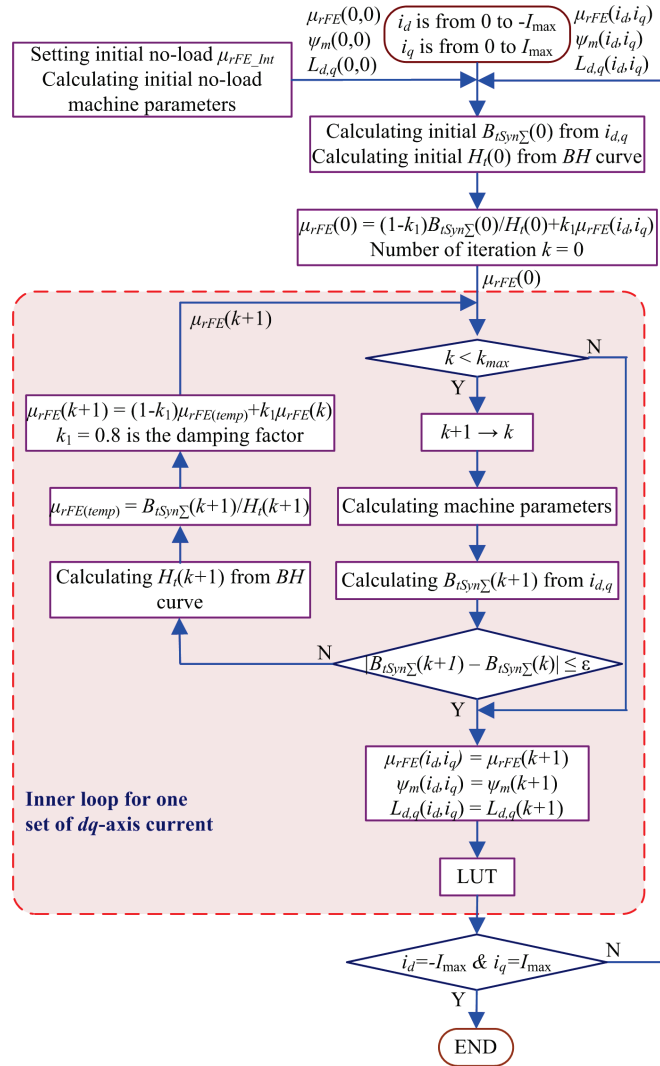 μrFE(0,0)
ψm(0,0)
Ld,q(0,0)
id is from 0 to -Imax
iq is from 0 to Imax
μrFE(id,iq)
ψm(id,iq)
Ld,q(id,iq)
Setting initial no-load μrFE_Int
Calculating initial no-load
machine parameters
Calculating initial BtSynΣ(0) from id,q
Calculating initial Ht(0) from BH curve
μrFE(0) = (1-k1)BtSynΣ(0)/Ht(0)+k1μrFE(id,iq)
Number of iteration k = 0
μrFE(0)
μrFE(k+1)
k < kmax
N
Y
μrFE(k+1) = (1-k1)μrFE(temp)+k1μrFE(k)
k1 = 0.8 is the damping factor
k+1 → k
μrFE(temp) = BtSynΣ(k+1)/Ht(k+1)
Calculating machine parameters
Calculating Ht(k+1) from BH
curve
Calculating BtSynΣ(k+1) from id,q
N
|BtSynΣ(k+1) – BtSynΣ(k)| ≤ ε
Y
μrFE(id,iq) = μrFE(k+1)
ψm(id,iq) = ψm(k+1)
Ld,q(id,iq) = Ld,q(k+1)
Inner loop for one
set of dq-axis current
LUT
id=-Imax & iq=Imax
N
Y
END